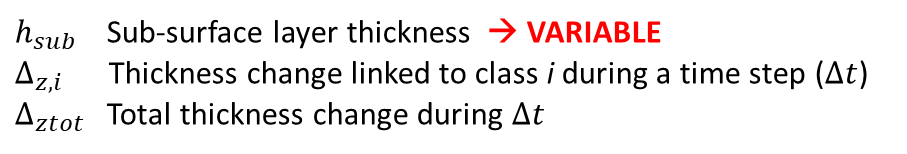 h_sub Sub-surface layer thickness → VARIABLE
Δ_z,i Thickness change linked to class i during a time step (Δt)
Δ_ztot Total thickness change during Δt